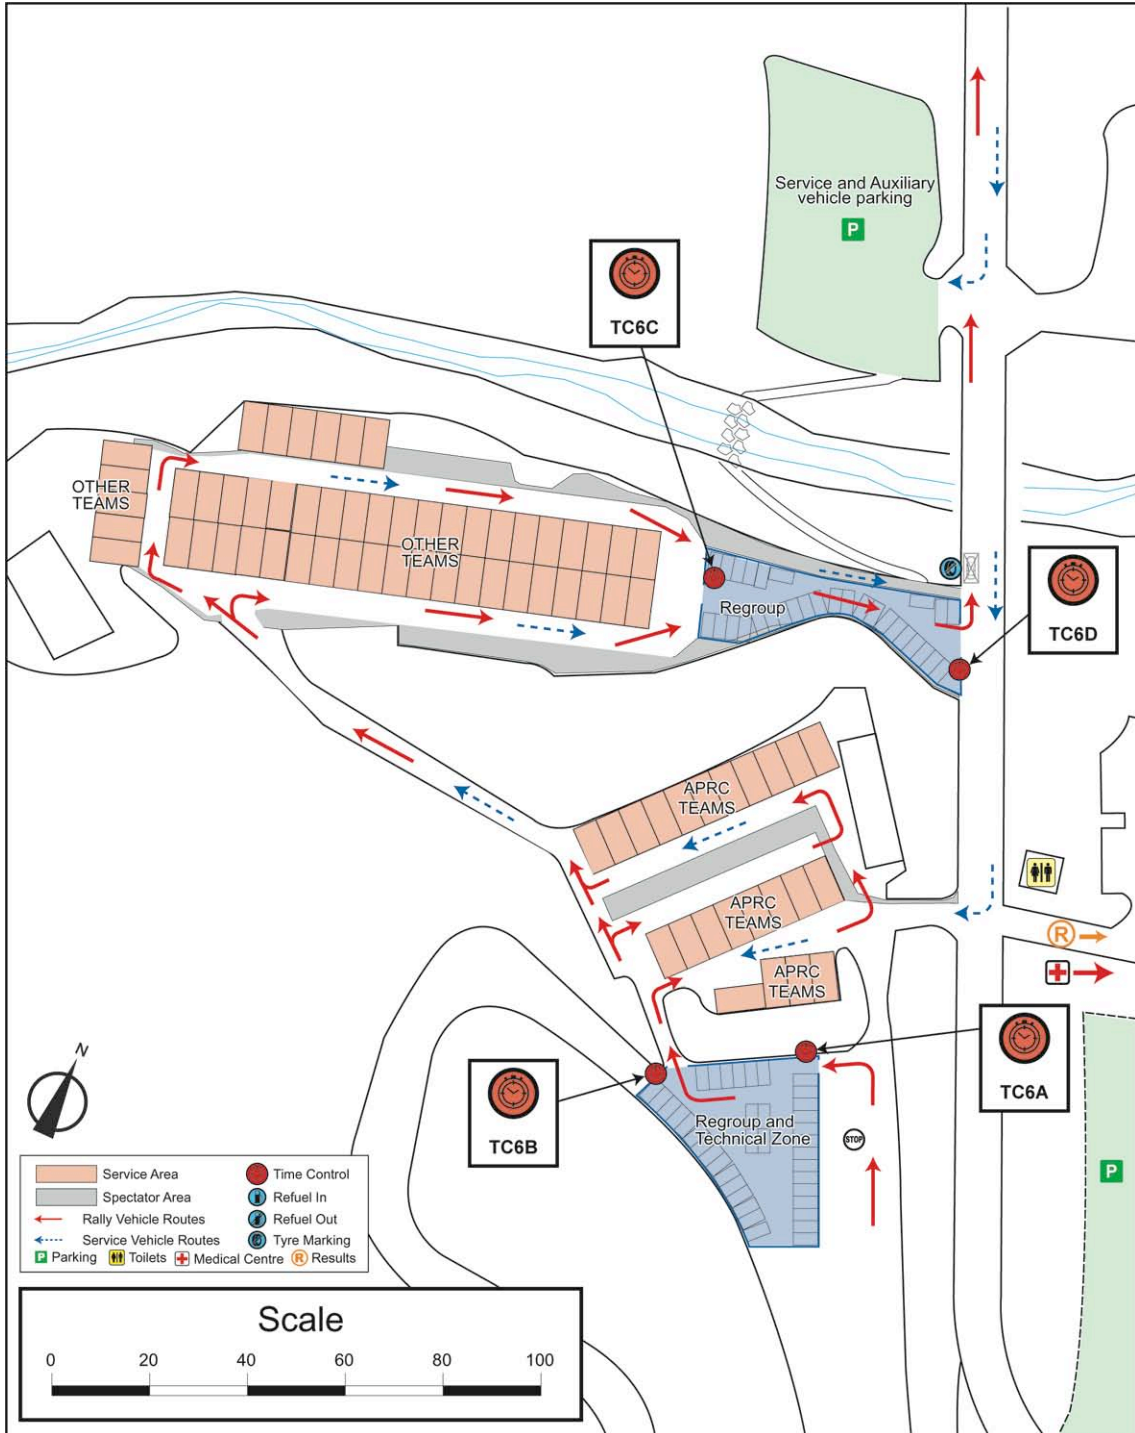 Service and Auxiliary
vehicle parking
P
TC6C
OTHER
TEAMS
OTHER
TEAMS
Regroup
TC6D
APRC
TEAMS
APRC
TEAMS
R
APRC
TEAMS
N
TC6A
TC6B
Regroup and
Technical Zone
STOP
P
Service Area
Time Control
Spectator Area
Refuel In
Rally Vehicle Routes
Refuel Out
Service Vehicle Routes
Tyre Marking
P Parking
Toilets
Medical Centre
R Results
Scale
0 20 40 60 80 100